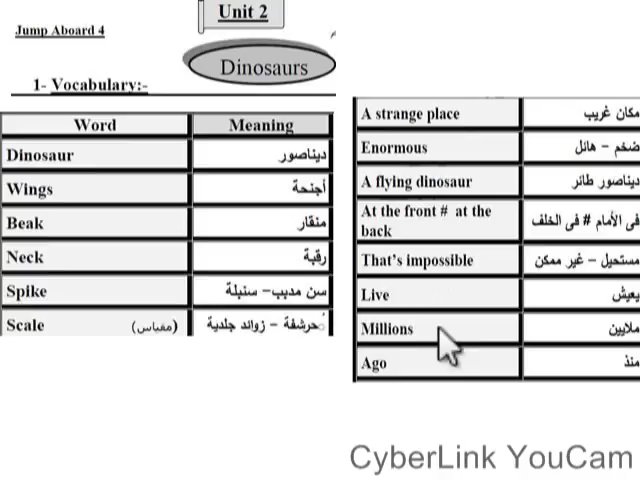 Jump Aboard 4
Unit 2
Dinosaurs
1- Vocabulary:-
Word Meaning
Dinosaur ديناصور
Wings أجنحة
Beak منقار
Neck رقبة
Spike سن مدبب – سنبلة
Scale (مقياس) حُرشفة – زوائد جلدية
A strange place مكان غريب
Enormous ضخم – هائل
A flying dinosaur ديناصور طائر
At the front # at the
back فى الأمام # فى الخلف
That's impossible مستحيل – غير ممكن
Live يعيش
Millions ملايين
Ago منذ
CyberLink YouCam